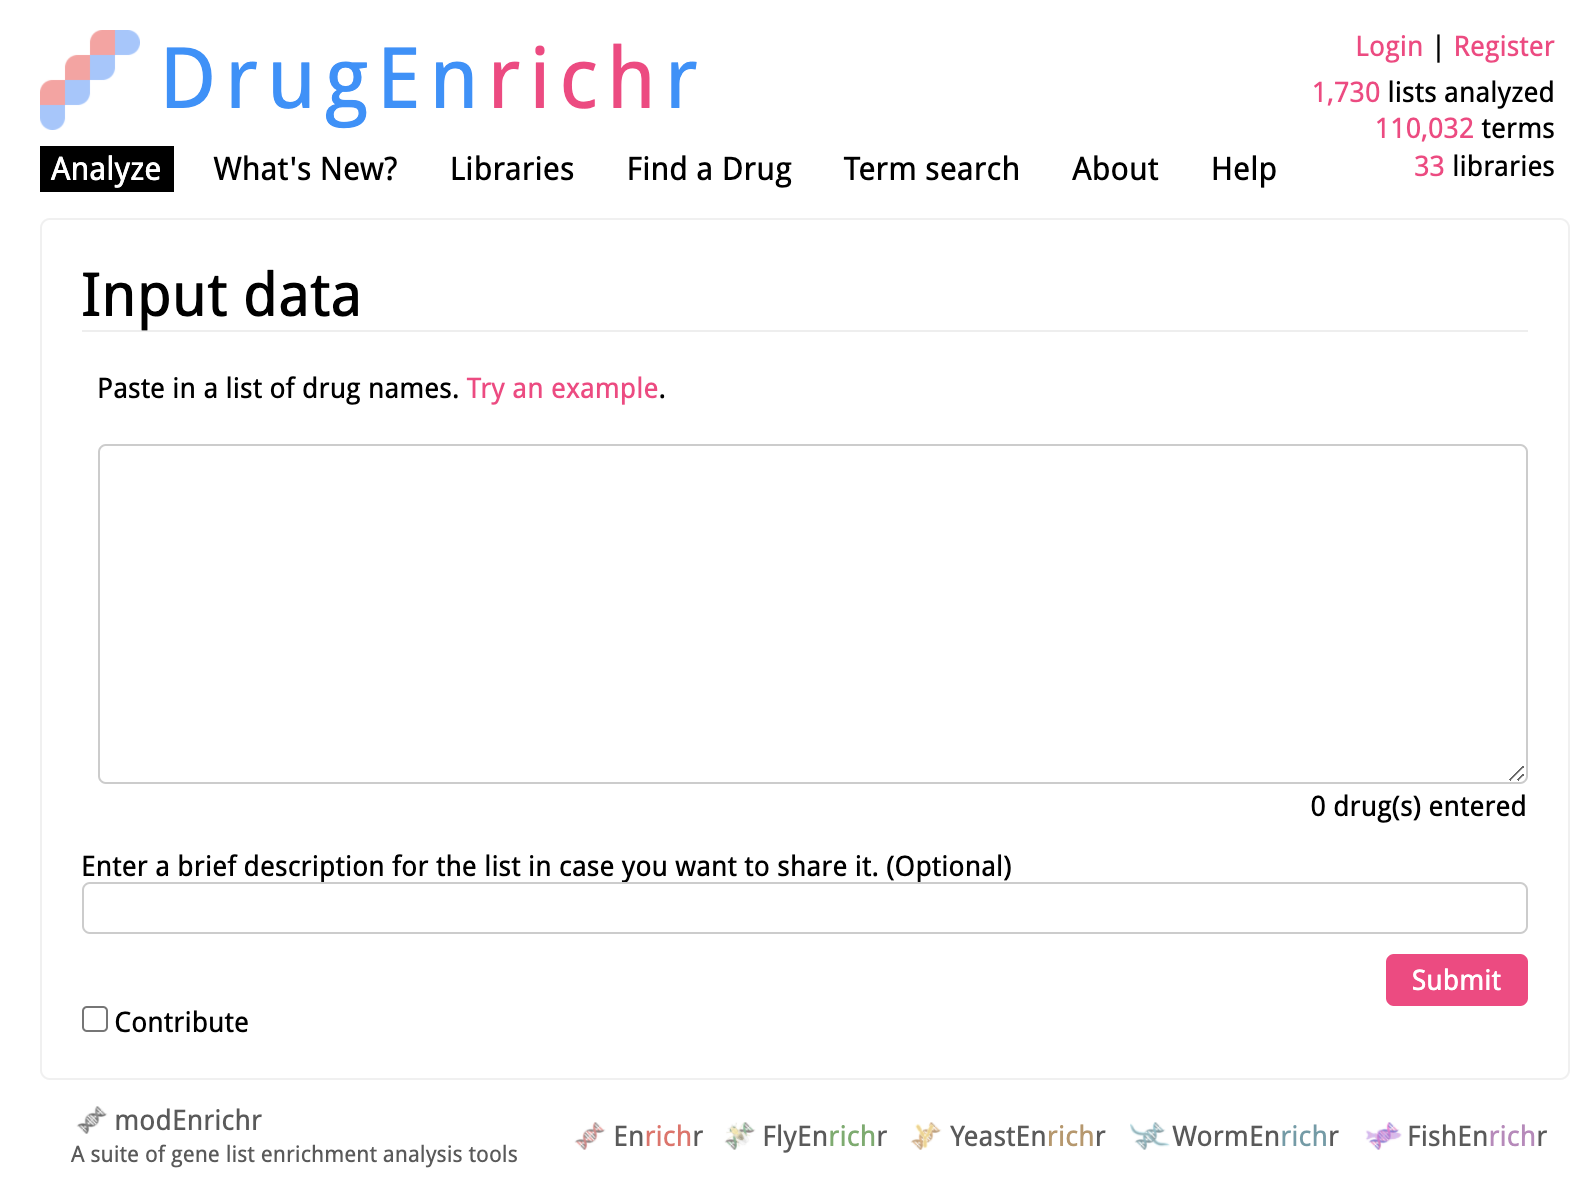 DrugEnrichr
Login | Register
1,730 lists analyzed
110,032 terms
33 libraries
Analyze What's New? Libraries Find a Drug Term search About Help
Input data
Paste in a list of drug names. Try an example.
0 drug(s) entered
Enter a brief description for the list in case you want to share it. (Optional)
Submit
Contribute
modEnrichr
A suite of gene list enrichment analysis tools
Enrichr FlyEnrichr YeastEnrichr WormEnrichr FishEnrichr